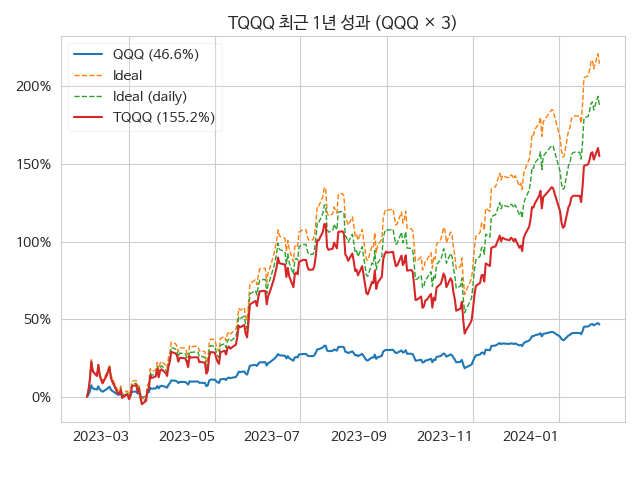 TQQQ 최근 1년 성과 (QQQ × 3)
QQQ (46.6%)
Ideal
Ideal (daily)
TQQQ (155.2%)
200%
150%
100%
50%
0%
2023−03 2023−05 2023−07 2023−09 2023−11 2024−01